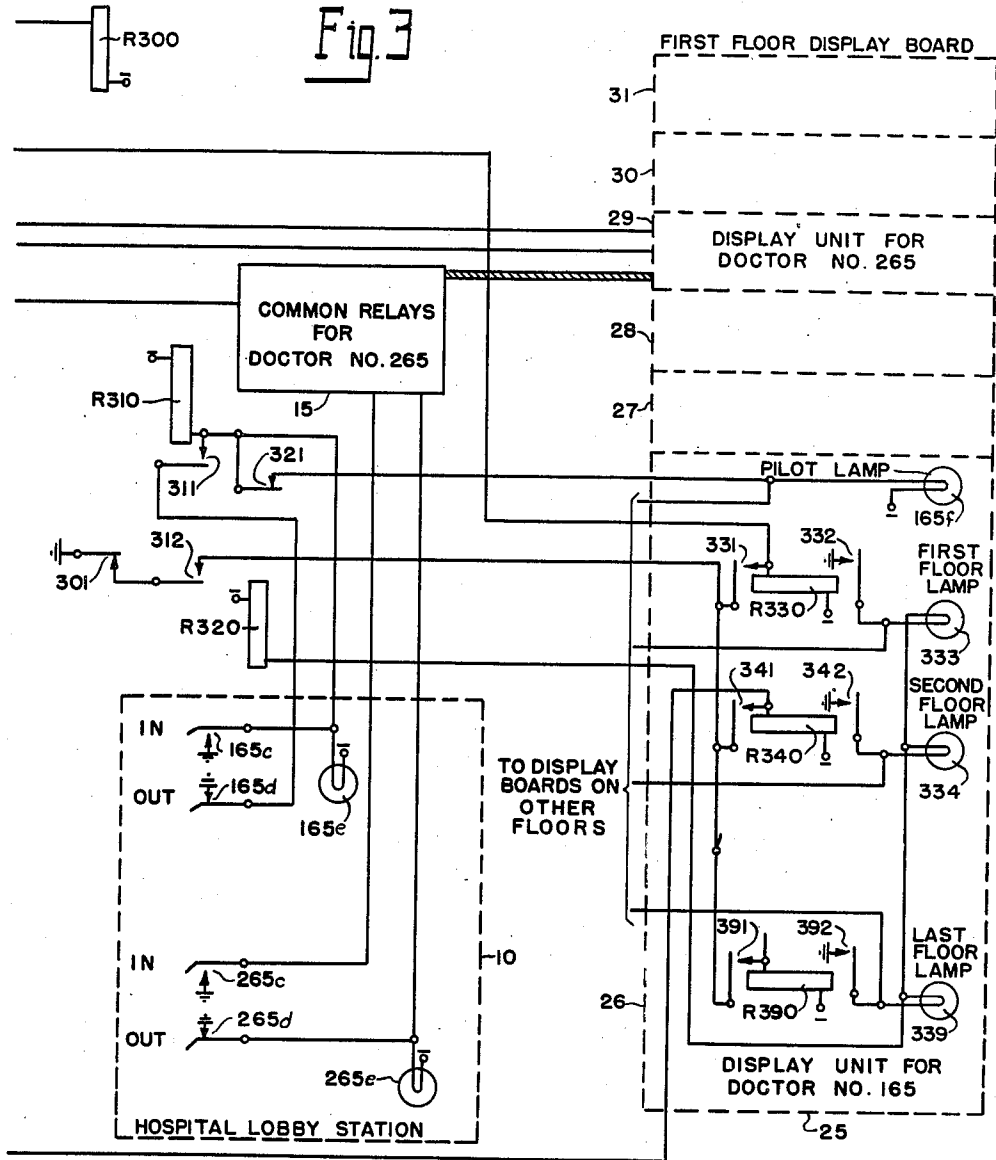 R300
Fig. 3
FIRST FLOOR DISPLAY BOARD
31
30
29
DISPLAY UNIT FOR
DOCTOR NO. 265
COMMON RELAYS
FOR
DOCTOR NO. 265
28
15
R310
27
321
311
PILOT LAMP
165f
312
331
332
FIRST
FLOOR
LAMP
301
R330
R320
333
341
342
SECOND
FLOOR
LAMP
IN
165c
R340
334
165d
OUT
165e
TO DISPLAY
BOARDS ON
OTHER
FLOORS
391
392
LAST
FLOOR
LAMP
IN
10
265c
26
R390
339
265d
OUT
265e
DISPLAY UNIT FOR
DOCTOR NO. 165
HOSPITAL LOBBY STATION
25